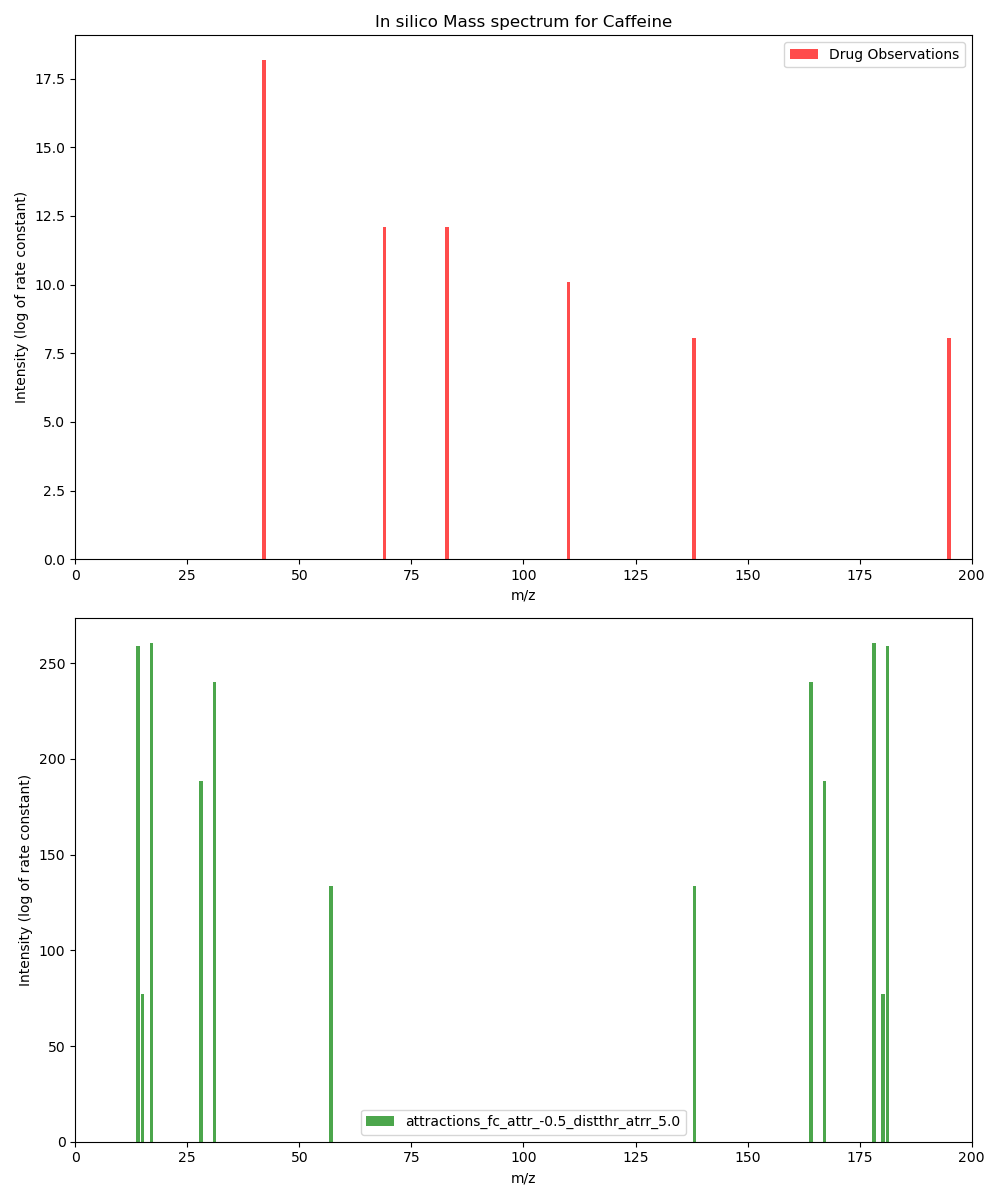 In silico Mass spectrum for Caffeine
Drug Observations
Intensity (log of rate constant)
17.5
15.0
12.5
10.0
7.5
5.0
2.5
0.0
0 25 50 75 100 125 150 175 200
m/z
Intensity (log of rate constant)
250
200
150
100
50
0
attractions_fc_attr_-0.5_distthr_atrr_5.0
0 25 50 75 100 125 150 175 200
m/z